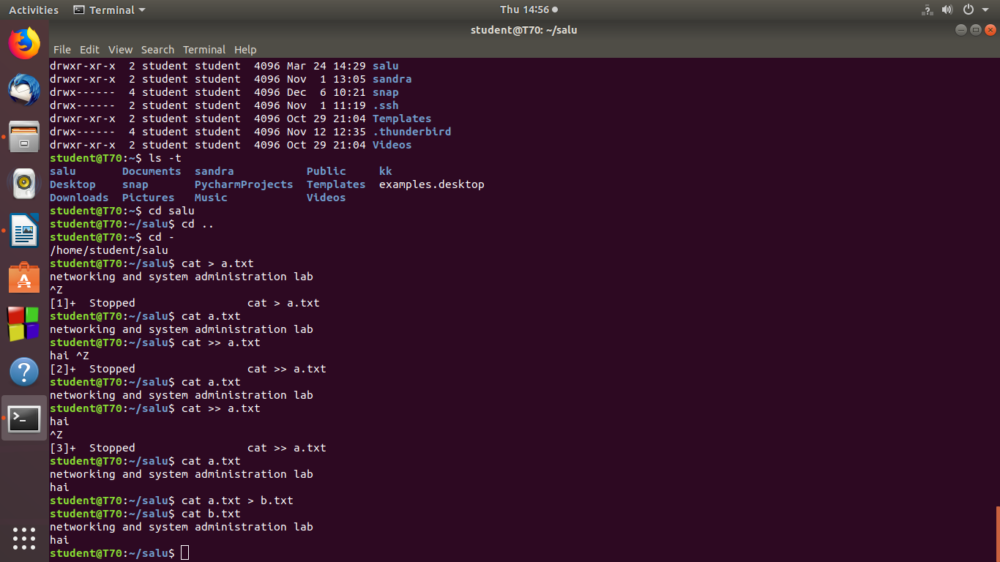 Activities  Terminal  Thu 14:56
student@T70: ~/salu
File  Edit  View  Search  Terminal  Help
drwxr-xr-x  2 student student  4096 Mar 24 14:29 salu
drwxr-xr-x  2 student student  4096 Nov  1 13:05 sandra
drwx------  4 student student  4096 Dec  6 10:21 snap
drwx------  2 student student  4096 Nov  1 11:19 .ssh
drwxr-xr-x  2 student student  4096 Oct 29 21:04 Templates
drwx------  4 student student  4096 Nov 12 12:35 .thunderbird
drwxr-xr-x  2 student student  4096 Oct 29 21:04 Videos
student@T70:~$ ls -t
salu       Documents  sandra           Public     kk
Desktop    snap       PycharmProjects  Templates  examples.desktop
Downloads  Pictures   Music            Videos
student@T70:~$ cd salu
student@T70:~/salu$ cd ..
student@T70:~$ cd -
/home/student/salu
student@T70:~/salu$ cat > a.txt
networking and system administration lab
^Z
[1]+  Stopped                 cat > a.txt
student@T70:~/salu$ cat a.txt
networking and system administration lab
student@T70:~/salu$ cat >> a.txt
hai ^Z
[2]+  Stopped                 cat >> a.txt
student@T70:~/salu$ cat a.txt
networking and system administration lab
student@T70:~/salu$ cat >> a.txt
hai
^Z
[3]+  Stopped                 cat >> a.txt
student@T70:~/salu$ cat a.txt
networking and system administration lab
hai
student@T70:~/salu$ cat a.txt > b.txt
student@T70:~/salu$ cat b.txt
networking and system administration lab
hai
student@T70:~/salu$